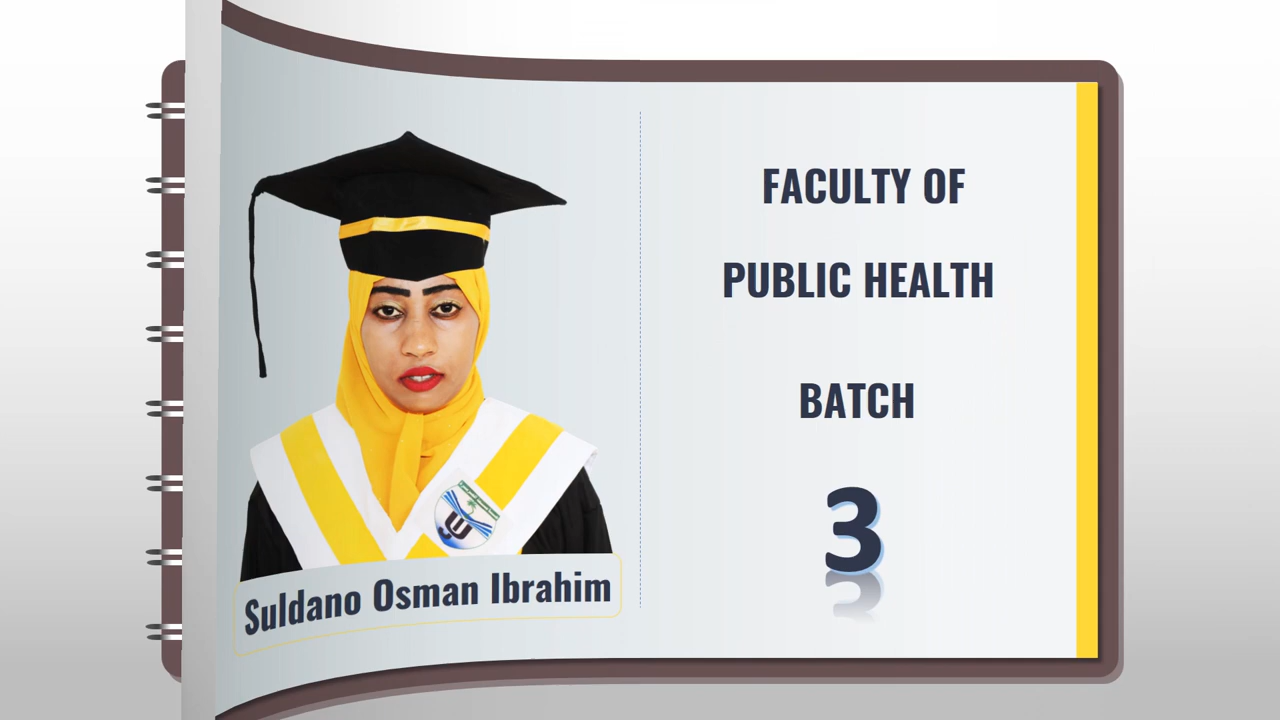 FACULTY OF
PUBLIC HEALTH
BATCH
3
Suldano Osman Ibrahim